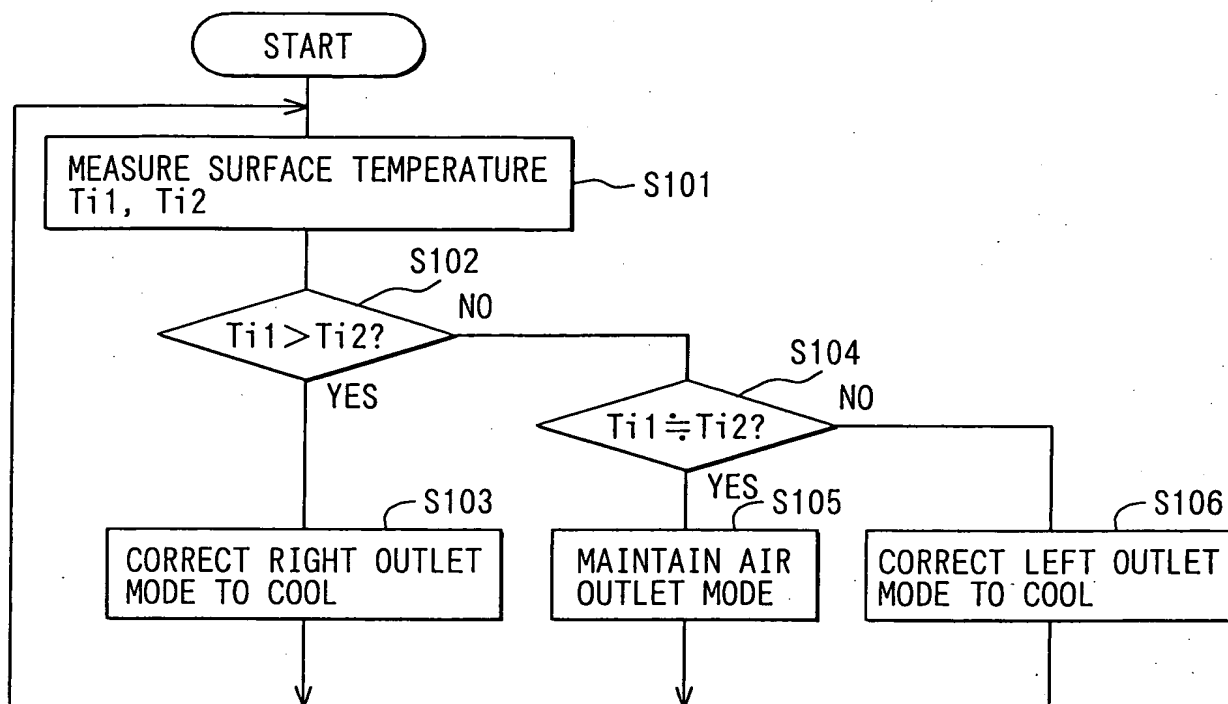 START
MEASURE SURFACE TEMPERATURE
Ti1, Ti2
S101
S102
Ti1>Ti2?
NO
YES
S104
Ti1≒Ti2?
NO
YES
S103
CORRECT RIGHT OUTLET
MODE TO COOL
S105
MAINTAIN AIR
OUTLET MODE
S106
CORRECT LEFT OUTLET
MODE TO COOL